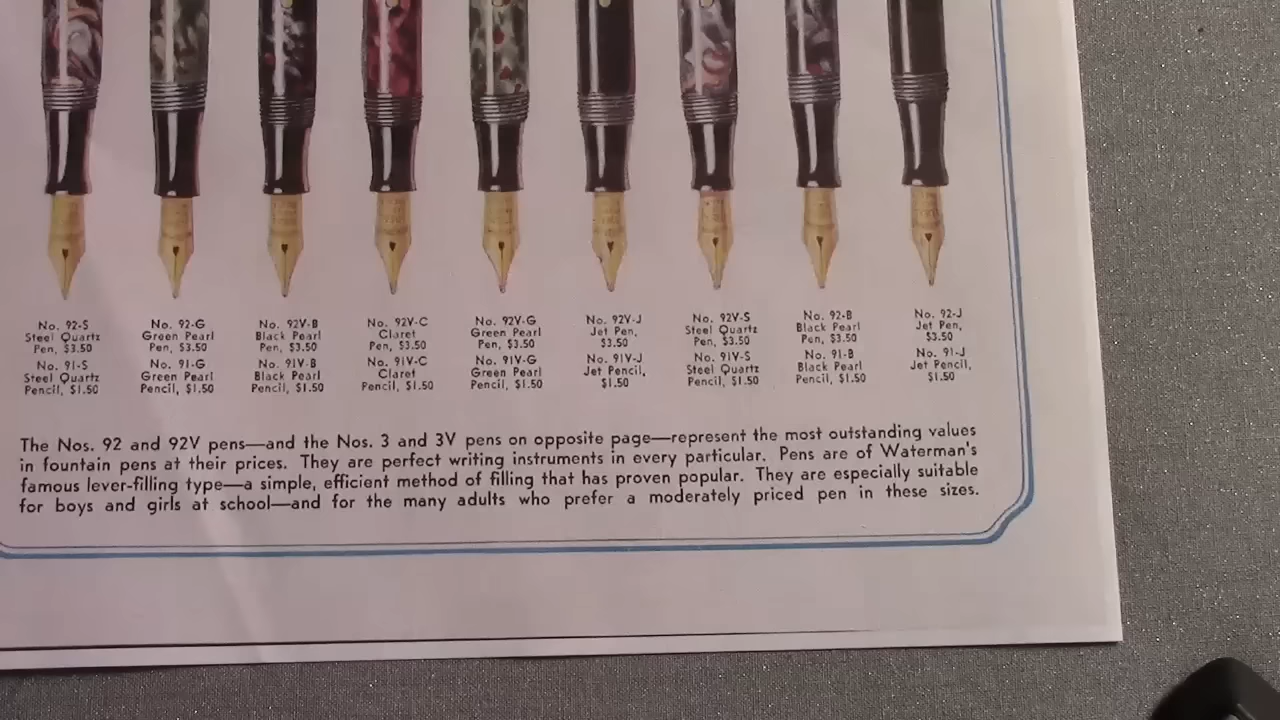 No. 92-S
Steel Quartz
Pen, $3.50
No. 91-S
Steel Quartz
Pencil, $1.50
No. 92-G
Green Pearl
Pen, $3.50
No. 91-G
Green Pearl
Pencil, $1.50
No. 92V-B
Black Pearl
Pen, $3.50
No. 91V-B
Black Pearl
Pencil, $1.50
No. 92V-C
Claret
Pen, $3.50
No. 91V-C
Claret
Pencil, $1.50
No. 92V-G
Green Pearl
Pen, $3.50
No. 91V-G
Green Pearl
Pencil, $1.50
No. 92V-J
Jet Pen,
$3.50
No. 91V-J
Jet Pencil,
$1.50
No. 92V-S
Steel Quartz
Pen, $3.50
No. 91V-S
Steel Quartz
Pencil, $1.50
No. 92-B
Black Pearl
Pen, $3.50
No. 91-B
Black Pearl
Pencil, $1.50
No. 92-J
Jet Pen,
$3.50
No. 91-J
Jet Pencil,
$1.50
The Nos. 92 and 92V pens—and the Nos. 3 and 3V pens on opposite page—represent the most outstanding values
in fountain pens at their prices. They are perfect writing instruments in every particular. Pens are of Waterman's
famous lever-filling type—a simple, efficient method of filling that has proven popular. They are especially suitable
for boys and girls at school—and for the many adults who prefer a moderately priced pen in these sizes.